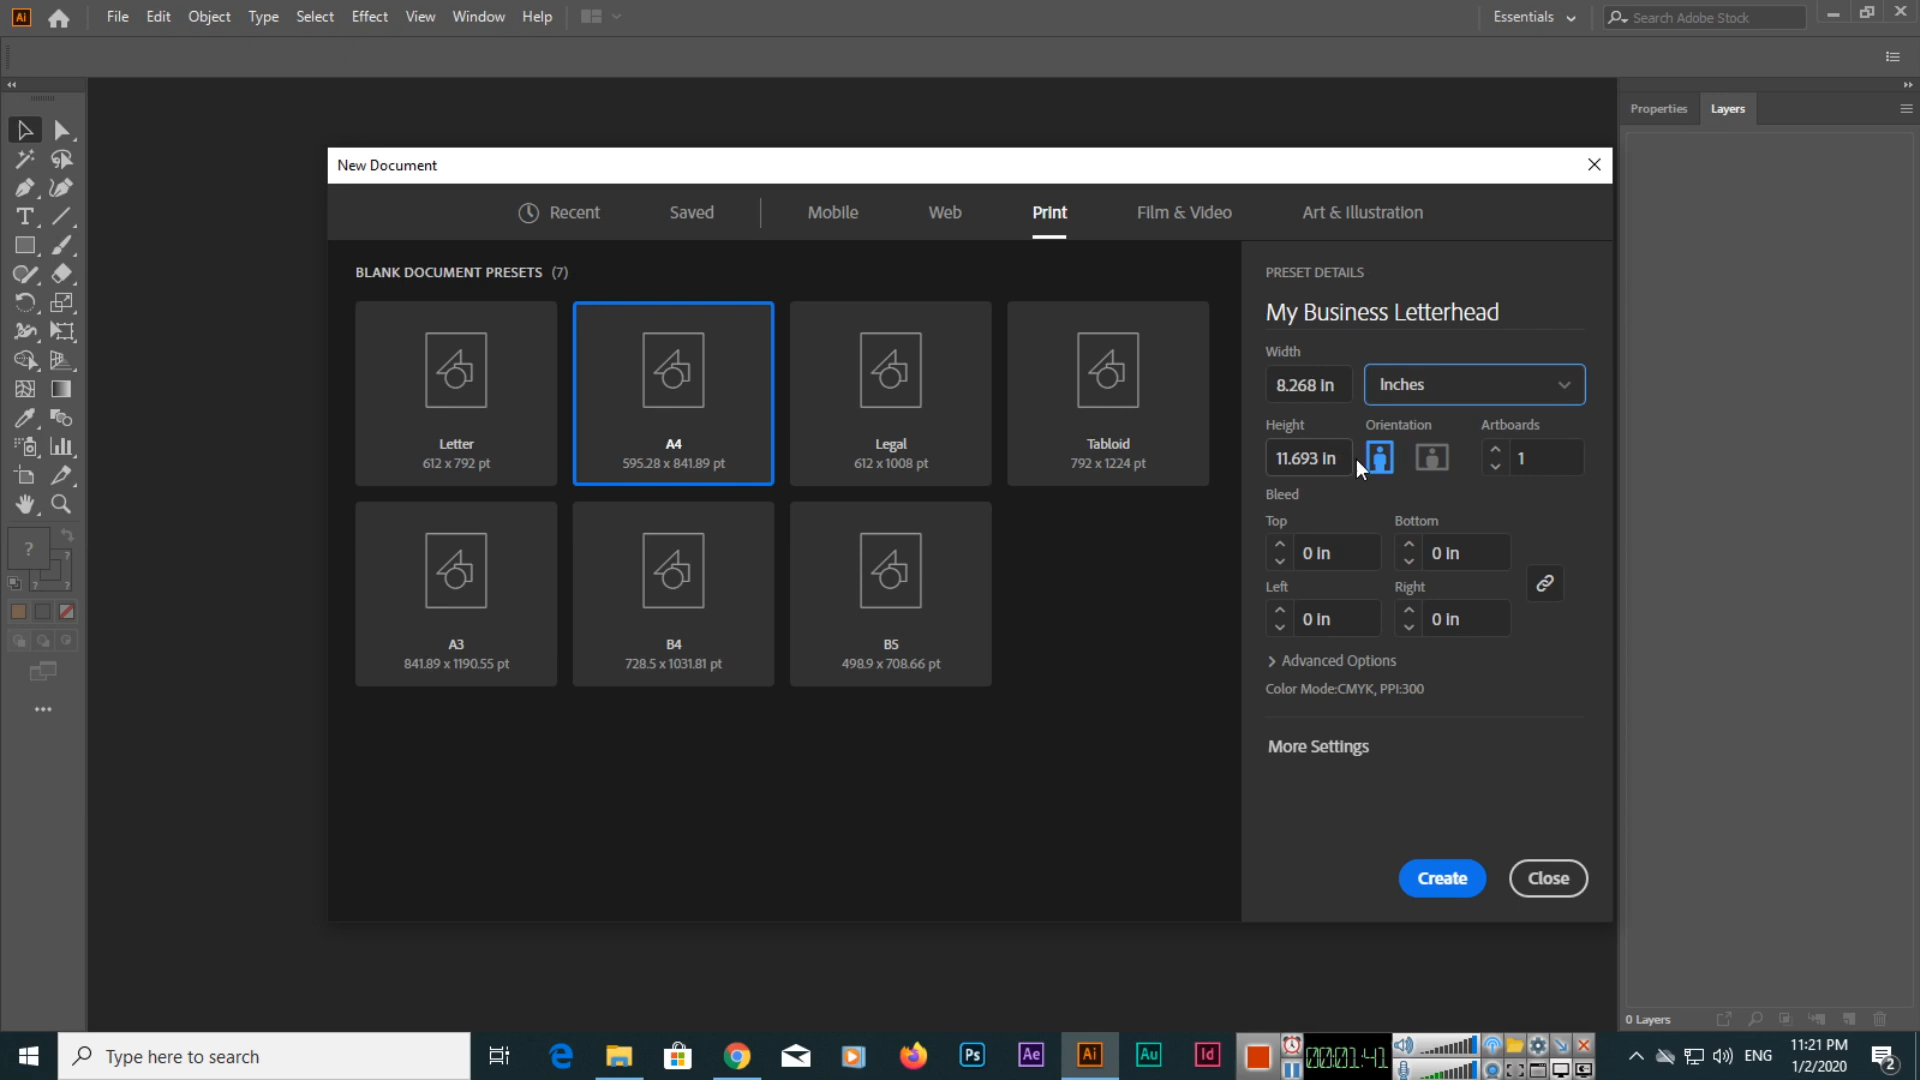 Ai File Edit Object Type Select Effect View Window Help Essentials Search Adobe Stock
Properties Layers
New Document
Recent Saved Mobile Web Print Film & Video Art & Illustration
BLANK DOCUMENT PRESETS (7)
Letter
612 x 792 pt
A4
595.28 x 841.89 pt
Legal
612 x 1008 pt
Tabloid
792 x 1224 pt
A3
841.89 x 1190.55 pt
B4
728.5 x 1031.81 pt
B5
498.9 x 708.66 pt
PRESET DETAILS
My Business Letterhead
Width
8.268 in Inches
Height Orientation Artboards
11.693 in 1
Bleed
Top Bottom
0 in 0 in
Left Right
0 in 0 in
Advanced Options
Color Mode:CMYK, PPI:300
More Settings
Create Close
? ?
? ?
0 Layers
Type here to search
Ps Ae Ai Au Id
00:01:41
ENG
11:21 PM
1/2/2020
2